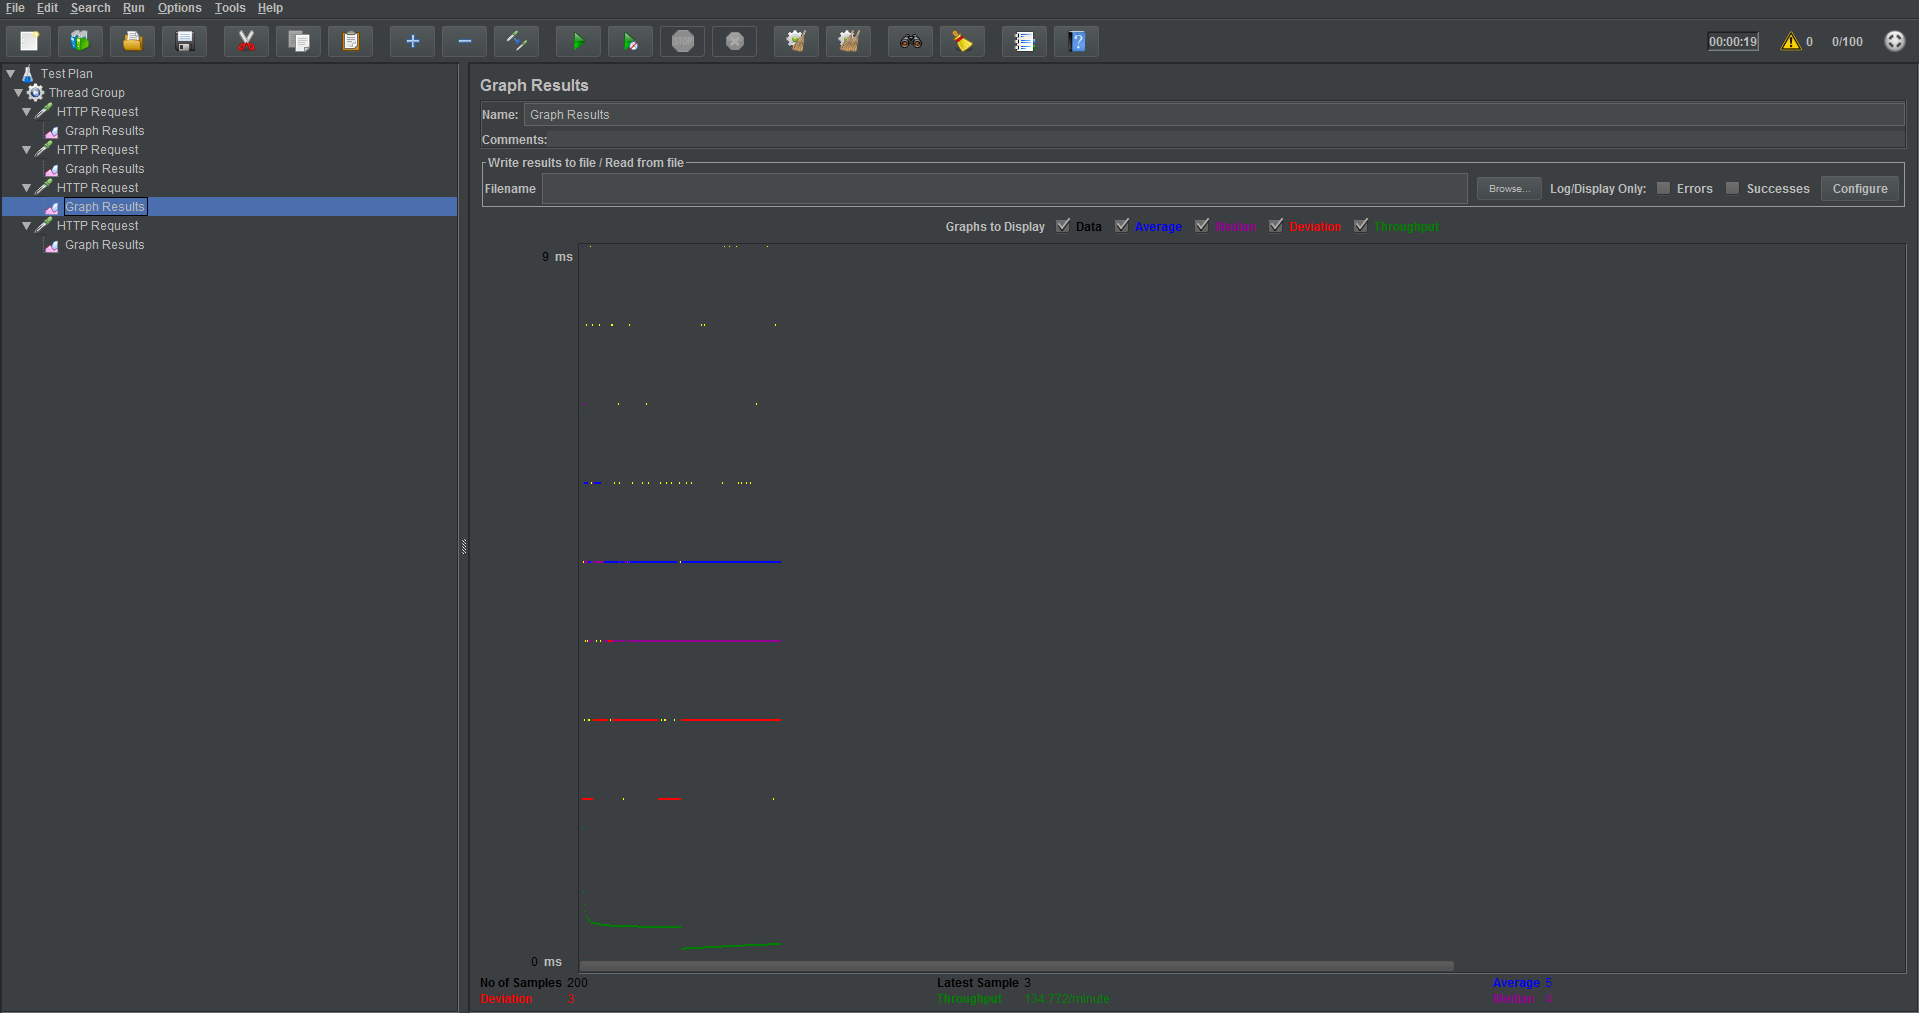 File Edit Search Run Options Tools Help
STOP
00:00:19 0 0/100
Test Plan
Thread Group
HTTP Request
Graph Results
HTTP Request
Graph Results
HTTP Request
Graph Results
HTTP Request
Graph Results
Graph Results
Name: Graph Results
Comments:
Write results to file / Read from file
Filename Browse... Log/Display Only: Errors Successes Configure
Graphs to Display Data Average Median Deviation Throughput
9 ms
0 ms
No of Samples 200 Latest Sample 3 Average 5
Deviation 3 Throughput 134,772/minute Median 4